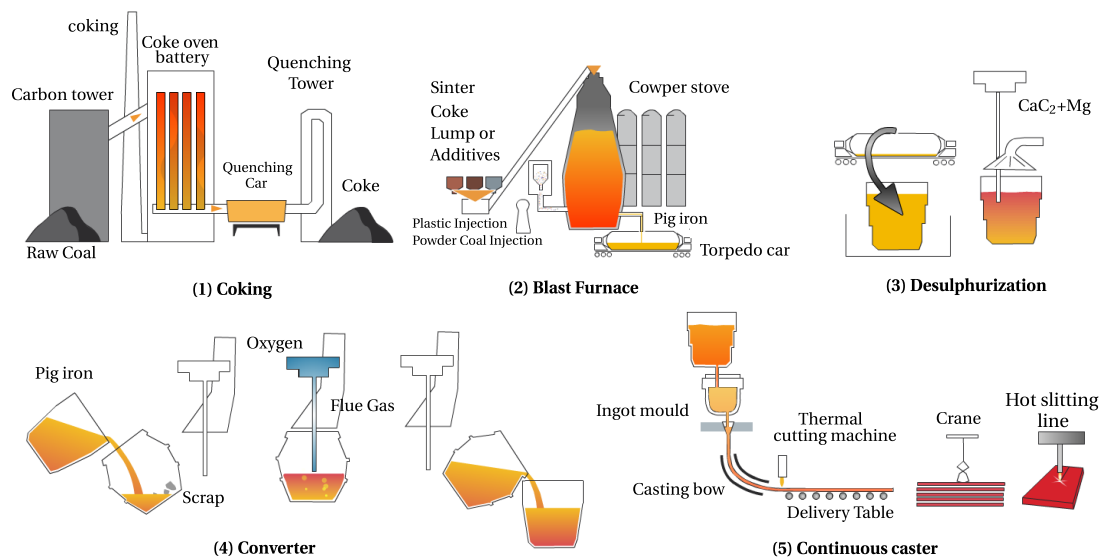 coking
Coke oven
battery
Carbon tower
Quenching
Tower
Quenching
Car
Coke
Raw Coal
(1) Coking
Sinter
Coke
Lump or
Additives
Cowper stove
Plastic Injection
Powder Coal Injection
Pig iron
Torpedo car
(2) Blast Furnace
CaC₂+Mg
(3) Desulphurization
Pig iron
Scrap
Oxygen
Flue Gas
(4) Converter
Ingot mould
Casting bow
Thermal
cutting machine
Delivery Table
Crane
Hot slitting
line
(5) Continuous caster